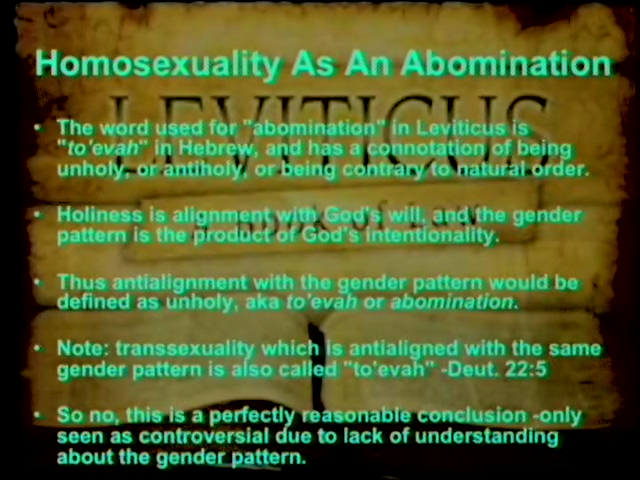 Homosexuality As An Abomination
LEVITICUS
• The word used for "abomination" in Leviticus is
"to'evah" in Hebrew, and has a connotation of being
unholy, or antiholy, or being contrary to natural order.
• Holiness is alignment with God's will, and the gender
pattern is the product of God's intentionality.
Book of Law
• Thus antialignment with the gender pattern would be
defined as unholy, aka to'evah or abomination.
• Note: transsexuality which is antialigned with the same
gender pattern is also called "to'evah" -Deut. 22:5
• So no, this is a perfectly reasonable conclusion -only
seen as controversial due to lack of understanding
about the gender pattern.